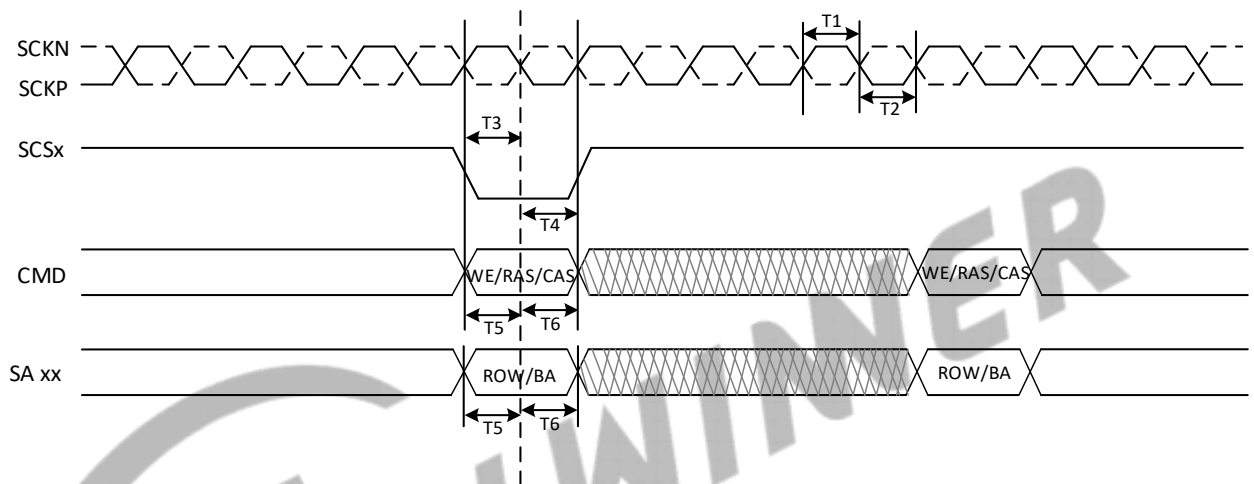 T1
SCKN
SCKP
T2
T3
SCSx
T4
CMD
WE/RAS/CAS
WE/RAS/CAS
T5
T6
SA xx
ROW/BA
ROW/BA
T5
T6